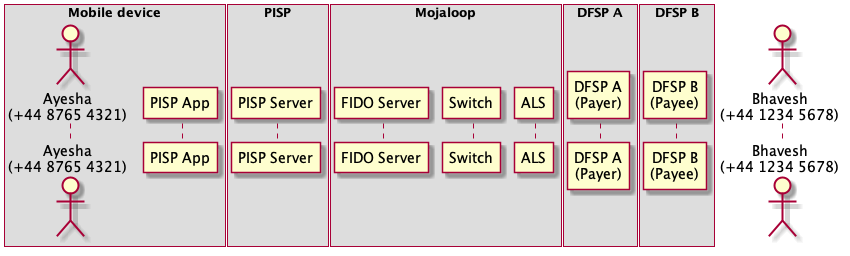 Mobile device
PISP
Mojaloop
DFSP A
DFSP B
Ayesha
(+44 8765 4321)
PISP App
PISP Server
FIDO Server
Switch
ALS
DFSP A
(Payer)
DFSP B
(Payee)
Bhavesh
(+44 1234 5678)
Ayesha
(+44 8765 4321)
PISP App
PISP Server
FIDO Server
Switch
ALS
DFSP A
(Payer)
DFSP B
(Payee)
Bhavesh
(+44 1234 5678)